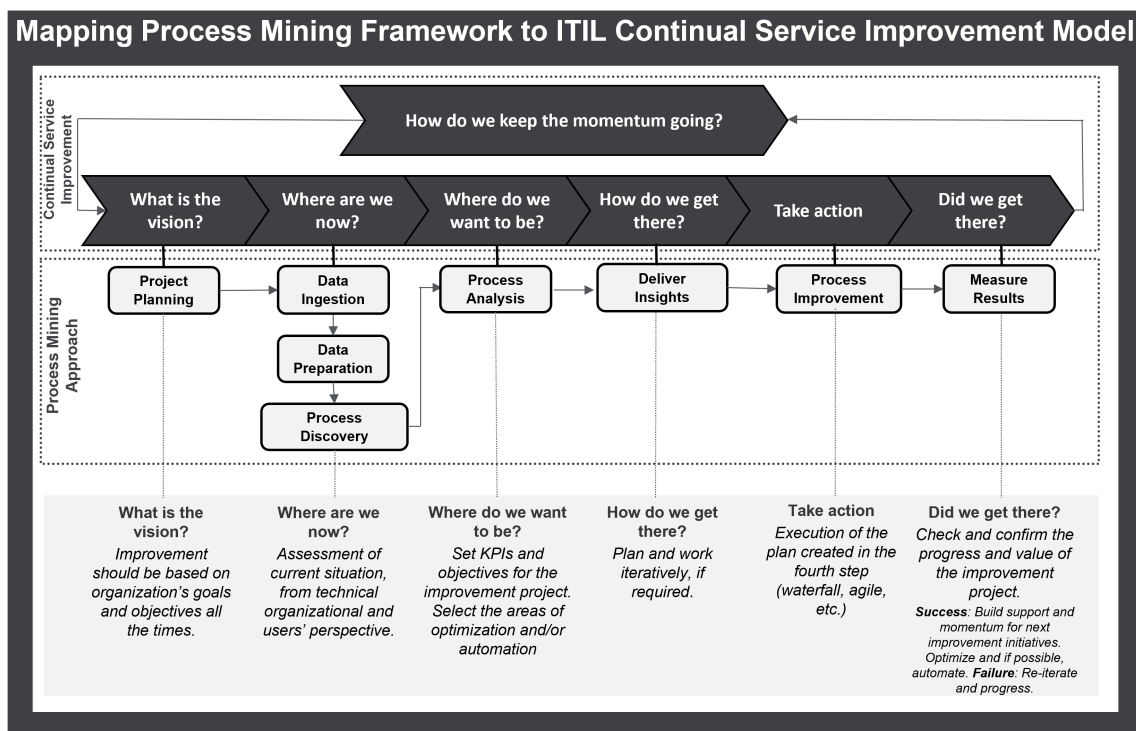 Mapping Process Mining Framework to ITIL Continual Service Improvement Model
Continual Service
Improvement
How do we keep the momentum going?
What is the
vision?
Where are we
now?
Where do we
want to be?
How do we get
there?
Take action
Did we get
there?
Process Mining
Approach
Project
Planning
Data
Ingestion
Data
Preparation
Process
Discovery
Process
Analysis
Deliver
Insights
Process
Improvement
Measure
Results
What is the
vision?
Improvement
should be based on
organization's goals
and objectives all
the times.
Where are we
now?
Assessment of
current situation,
from technical
organizational and
users' perspective.
Where do we want
to be?
Set KPIs and
objectives for the
improvement project.
Select the areas of
optimization and/or
automation
How do we get
there?
Plan and work
iteratively, if
required.
Take action
Execution of the
plan created in the
fourth step
(waterfall, agile,
etc.)
Did we get there?
Check and confirm the
progress and value of
the improvement
project.
Success: Build support and
momentum for next
improvement initiatives.
Optimize and if possible,
automate. Failure: Re-iterate
and progress.